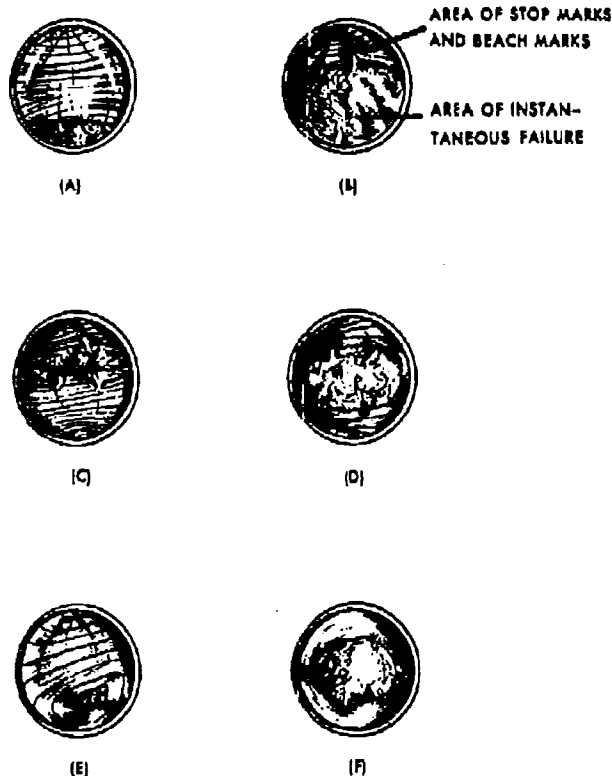 AREA OF STOP MARKS
AND BEACH MARKS
AREA OF INSTAN-
TANEOUS FAILURE
(A)
(B)
(C)
(D)
(E)
(F)